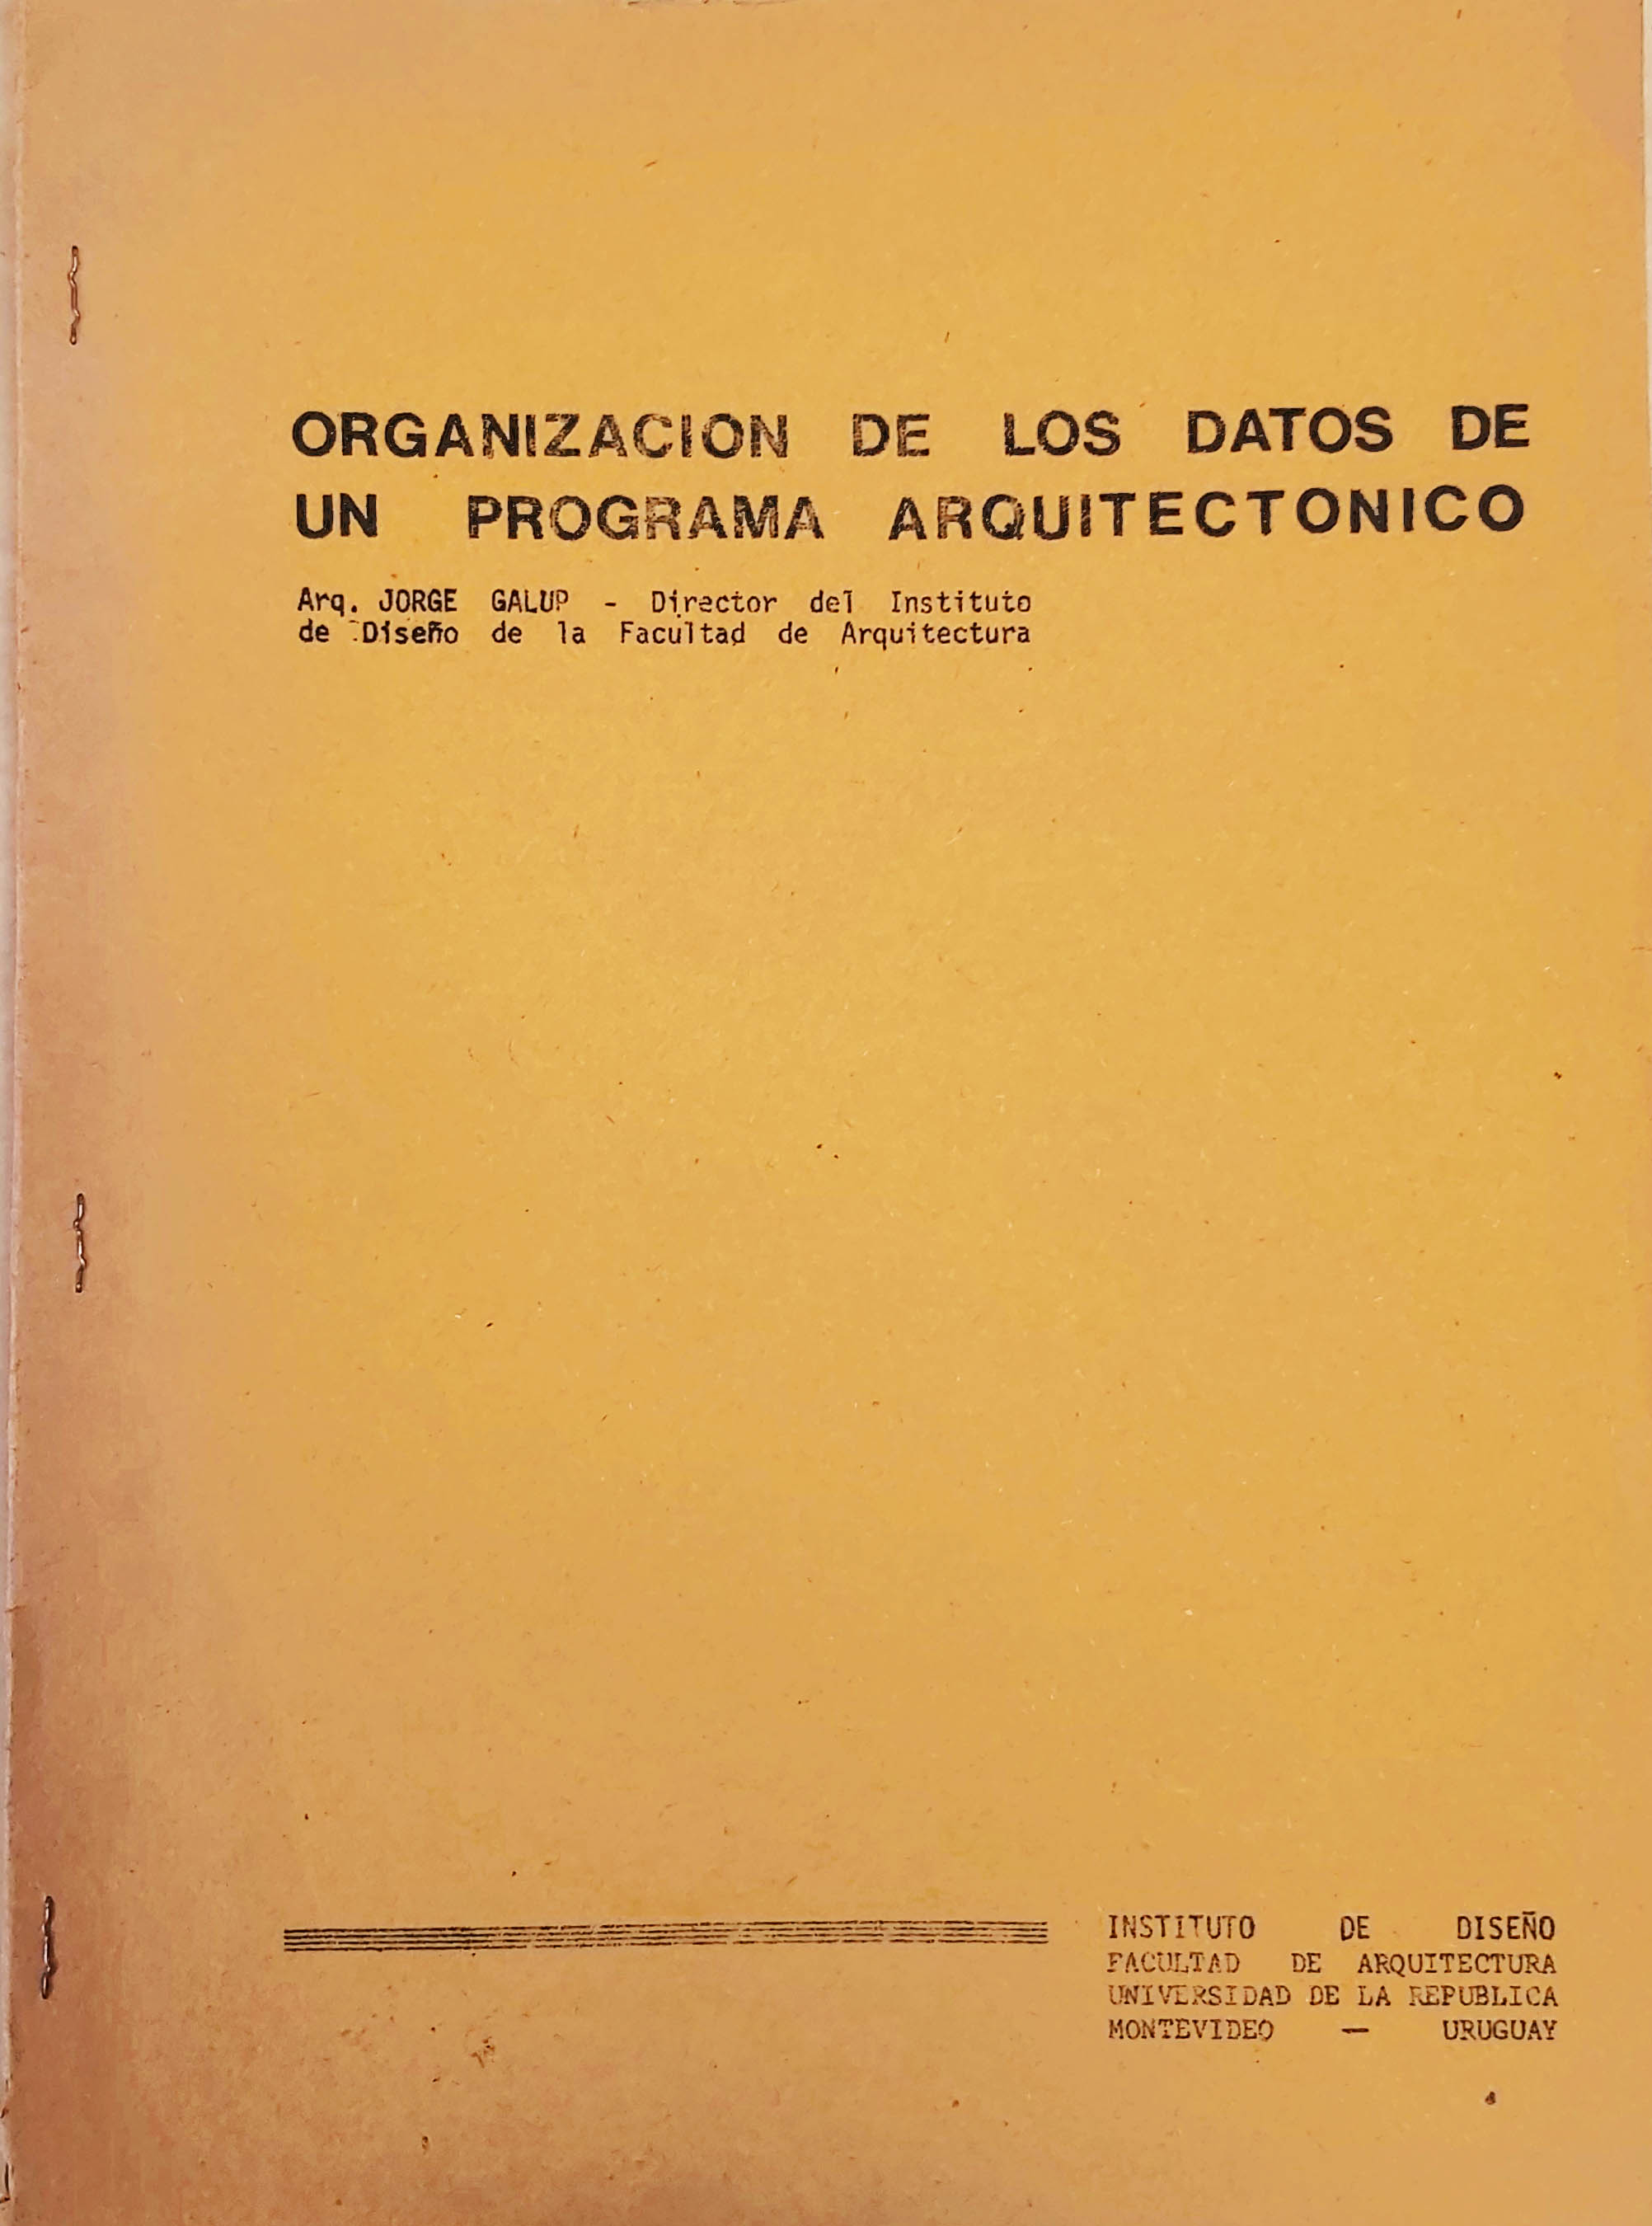 ORGANIZACION DE LOS DATOS DE
UN PROGRAMA ARQUITECTONICO
Arq. JORGE GALUP - Director del Instituto
de Diseño de la Facultad de Arquitectura
INSTITUTO DE DISEÑO
FACULTAD DE ARQUITECTURA
UNIVERSIDAD DE LA REPUBLICA
MONTEVIDEO — URUGUAY